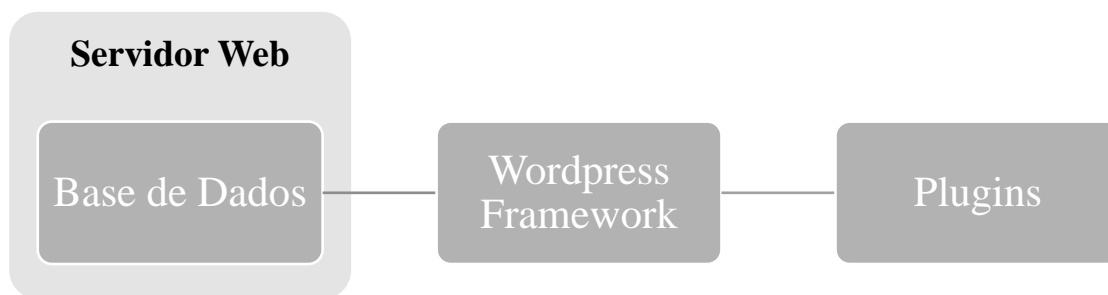 Servidor Web
Base de Dados
Wordpress
Framework
Plugins